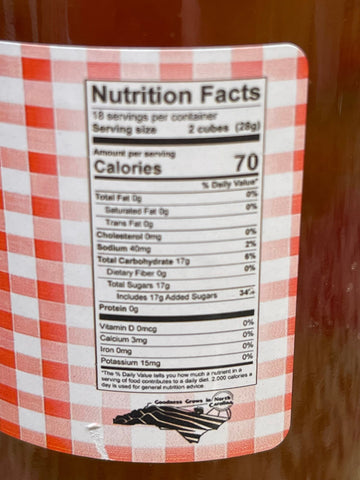 Nutrition Facts
18 servings per container
Serving size 2 cubes (28g)
Amount per serving
Calories 70
% Daily Value*
Total Fat 0g 0%
Saturated Fat 0g 0%
Trans Fat 0g
Cholesterol 0mg 0%
Sodium 40mg 2%
Total Carbohydrate 17g 6%
Dietary Fiber 0g 0%
Total Sugars 17g
Includes 17g Added Sugars 34%
Protein 0g
Vitamin D 0mcg 0%
Calcium 3mg 0%
Iron 0mg 0%
Potassium 15mg 0%
*The % Daily Value tells you how much a nutrient in a
serving of food contributes to a daily diet. 2,000 calories a
day is used for general nutrition advice.
Goodness Grows in North
Carolina